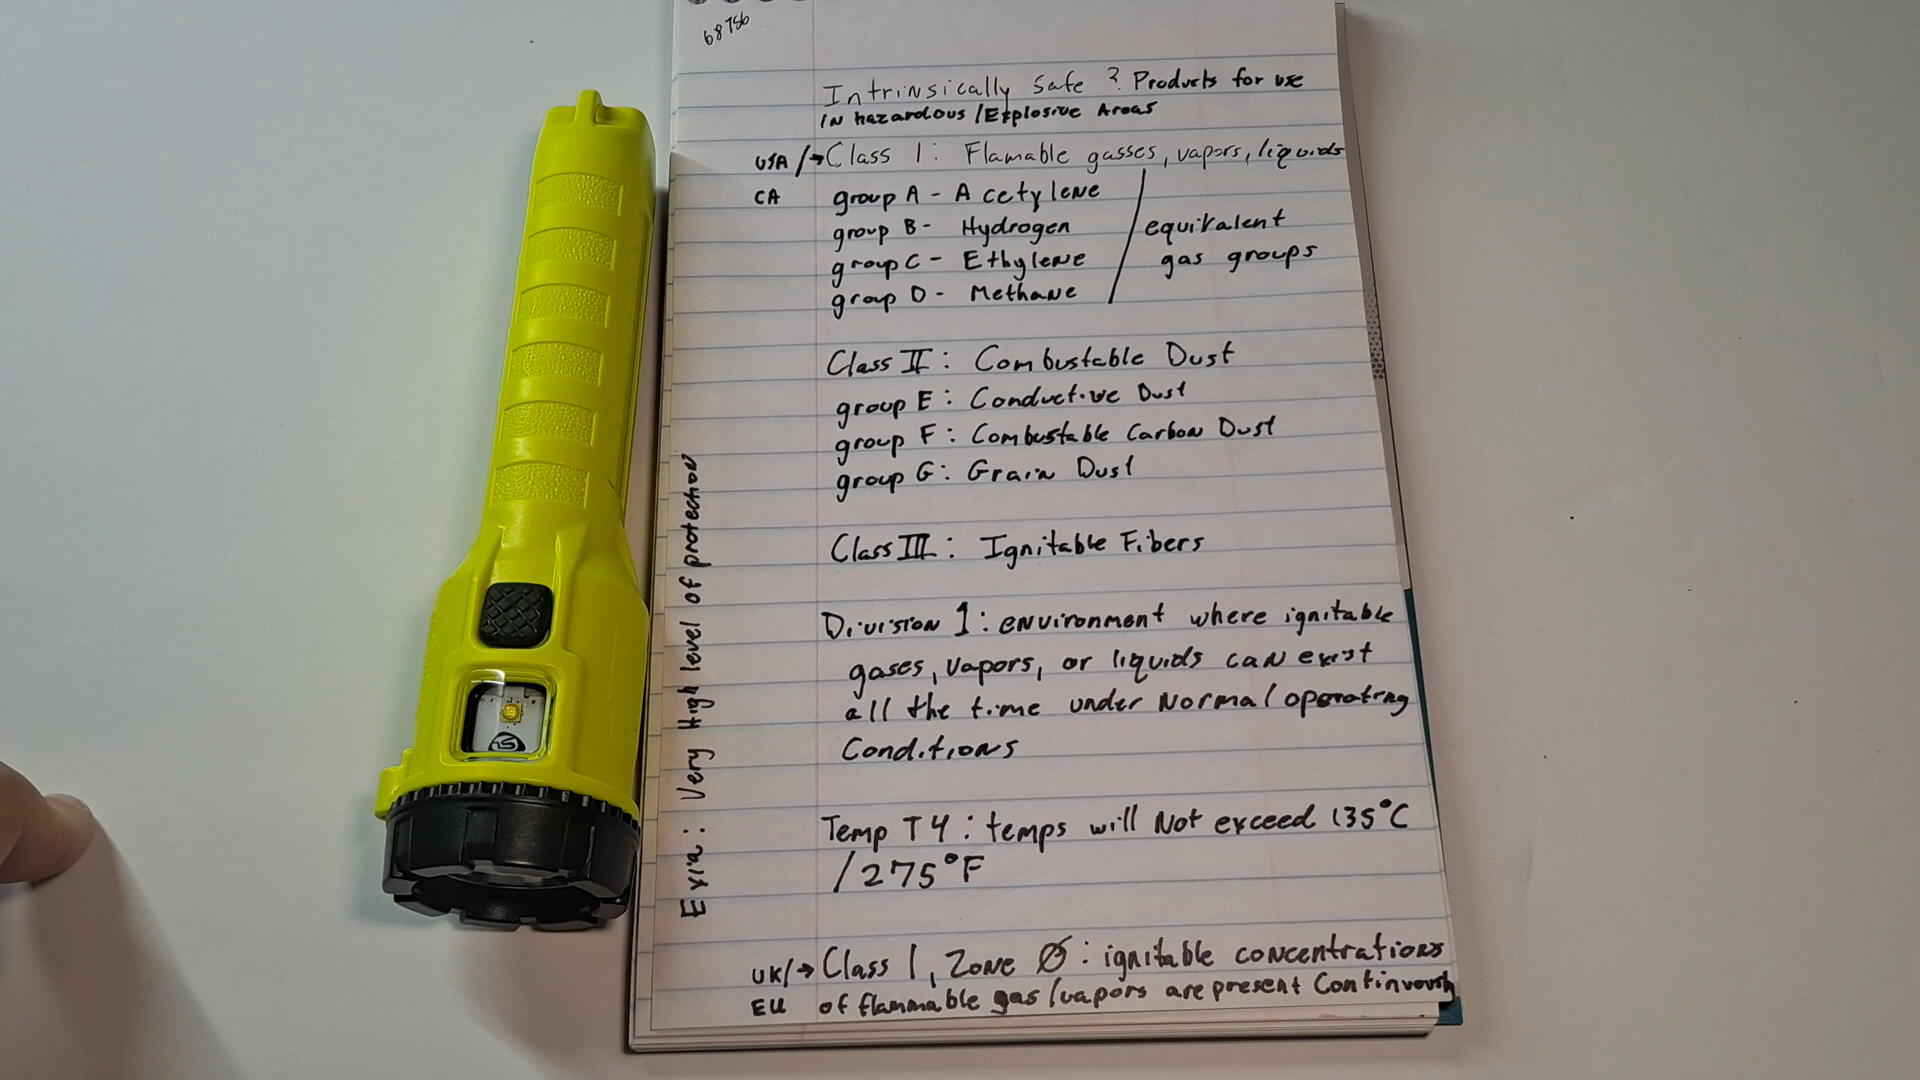 68786
Intrinsically Safe ? Products for use
in hazardous / Explosive Areas
USA / → Class 1: Flamable gasses, vapors, liquids
CA
group A - Acetylene
group B - Hydrogen
group C - Ethylene
group D - Methane
equivalent
gas groups
Class II: Combustable Dust
group E: Conductive Dust
group F: Combustable Carbon Dust
group G: Grain Dust
Class III: Ignitable Fibers
Division 1: environment where ignitable
gases, vapors, or liquids can exist
all the time under Normal operating
Conditions
Temp T4: temps will Not exceed 135°C
/275°F
UK/ → Class 1, Zone 0: ignitable concentrations
EU of flammable gas/vapors are present Continuously
Exia: Very High level of protection